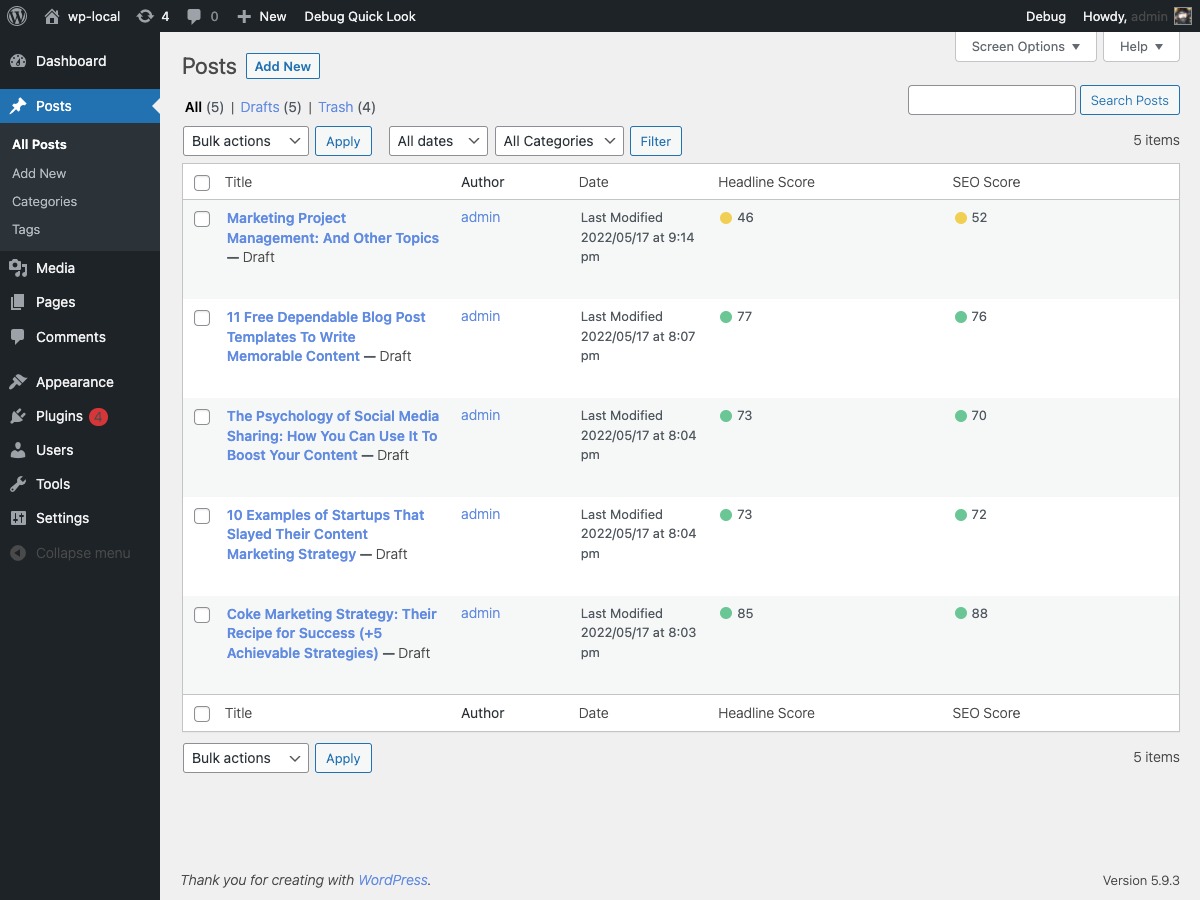 wp-local 4 0 New Debug Quick Look Debug Howdy, admin
Screen Options Help
Dashboard
Posts
All Posts
Add New
Categories
Tags
Media
Pages
Comments
Appearance
Plugins 4
Users
Tools
Settings
Collapse menu
Posts Add New
All (5) | Drafts (5) | Trash (4)
Search Posts
Bulk actions Apply All dates All Categories Filter 5 items
Title Author Date Headline Score SEO Score
Marketing Project
Management: And Other Topics
— Draft
admin
Last Modified
2022/05/17 at 9:14
pm
46
52
11 Free Dependable Blog Post
Templates To Write
Memorable Content — Draft
admin
Last Modified
2022/05/17 at 8:07
pm
77
76
The Psychology of Social Media
Sharing: How You Can Use It To
Boost Your Content — Draft
admin
Last Modified
2022/05/17 at 8:04
pm
73
70
10 Examples of Startups That
Slayed Their Content
Marketing Strategy — Draft
admin
Last Modified
2022/05/17 at 8:04
pm
73
72
Coke Marketing Strategy: Their
Recipe for Success (+5
Achievable Strategies) — Draft
admin
Last Modified
2022/05/17 at 8:03
pm
85
88
Title Author Date Headline Score SEO Score
Bulk actions Apply 5 items
Thank you for creating with WordPress. Version 5.9.3